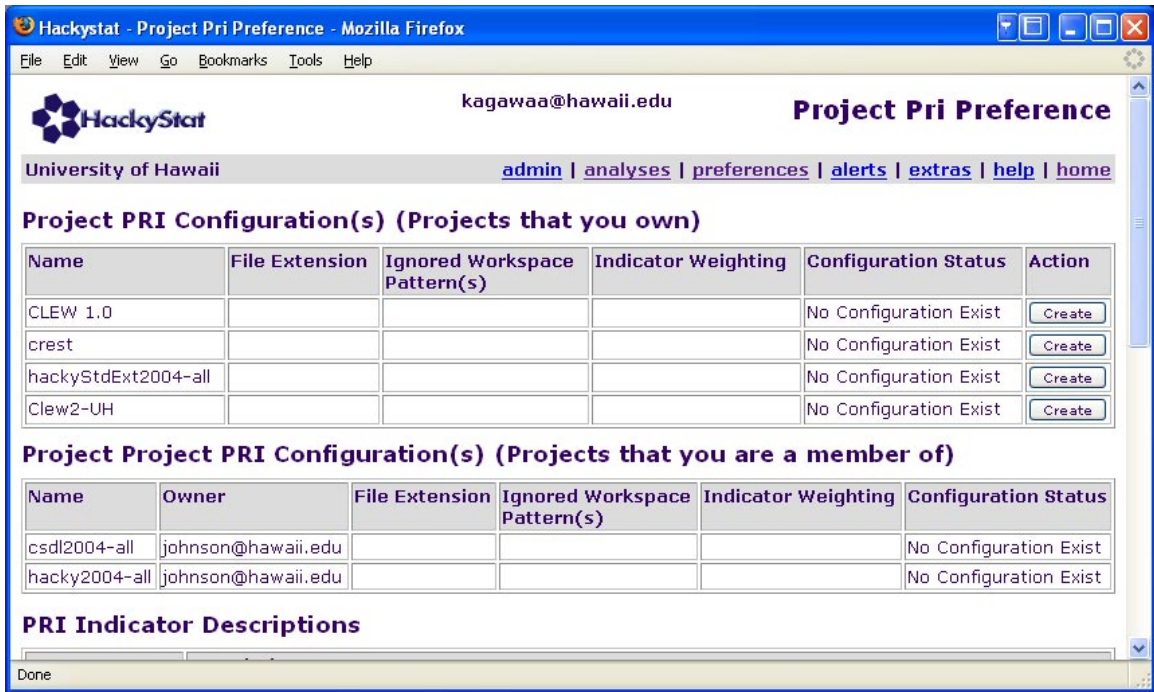 Hackystat - Project Pri Preference - Mozilla Firefox
File Edit View Go Bookmarks Tools Help
HackyStat
kagawaa@hawaii.edu
Project Pri Preference
University of Hawaii
admin | analyses | preferences | alerts | extras | help | home
Project PRI Configuration(s) (Projects that you own)
Name File Extension Ignored Workspace Pattern(s) Indicator Weighting Configuration Status Action
CLEW 1.0 No Configuration Exist Create
crest No Configuration Exist Create
hackyStdExt2004-all No Configuration Exist Create
Clew2-UH No Configuration Exist Create
Project Project PRI Configuration(s) (Projects that you are a member of)
Name Owner File Extension Ignored Workspace Pattern(s) Indicator Weighting Configuration Status
csdl2004-all johnson@hawaii.edu No Configuration Exist
hacky2004-all johnson@hawaii.edu No Configuration Exist
PRI Indicator Descriptions
Done